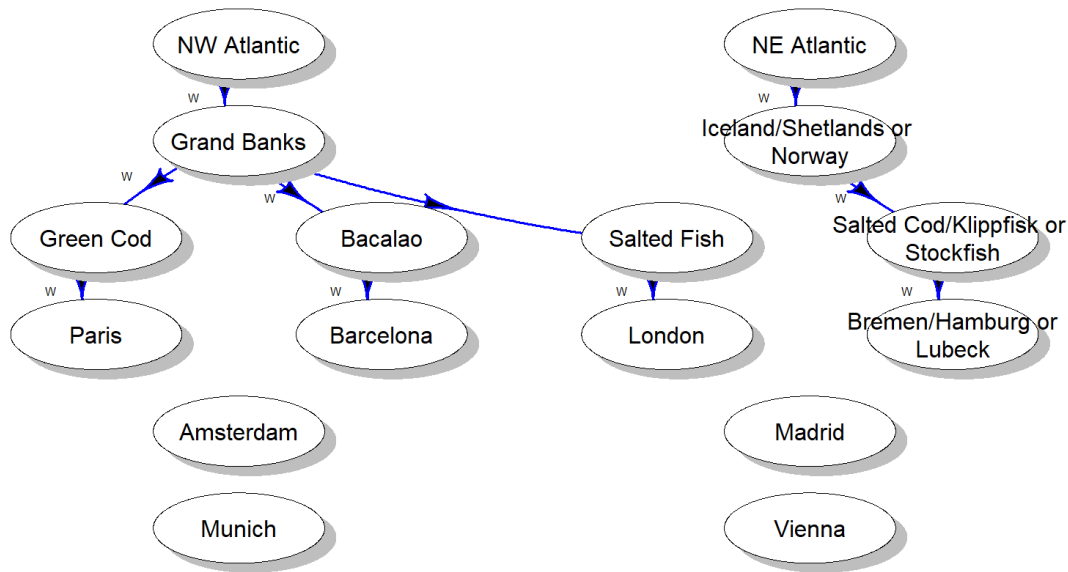 NW Atlantic
NE Atlantic
w
w
Grand Banks
Iceland/Shetlands or
Norway
w
w
w
Green Cod
Bacalao
Salted Fish
Salted Cod/Klippfisk or
Stockfish
w
w
w
w
Paris
Barcelona
London
Bremen/Hamburg or
Lubeck
Amsterdam
Madrid
Munich
Vienna